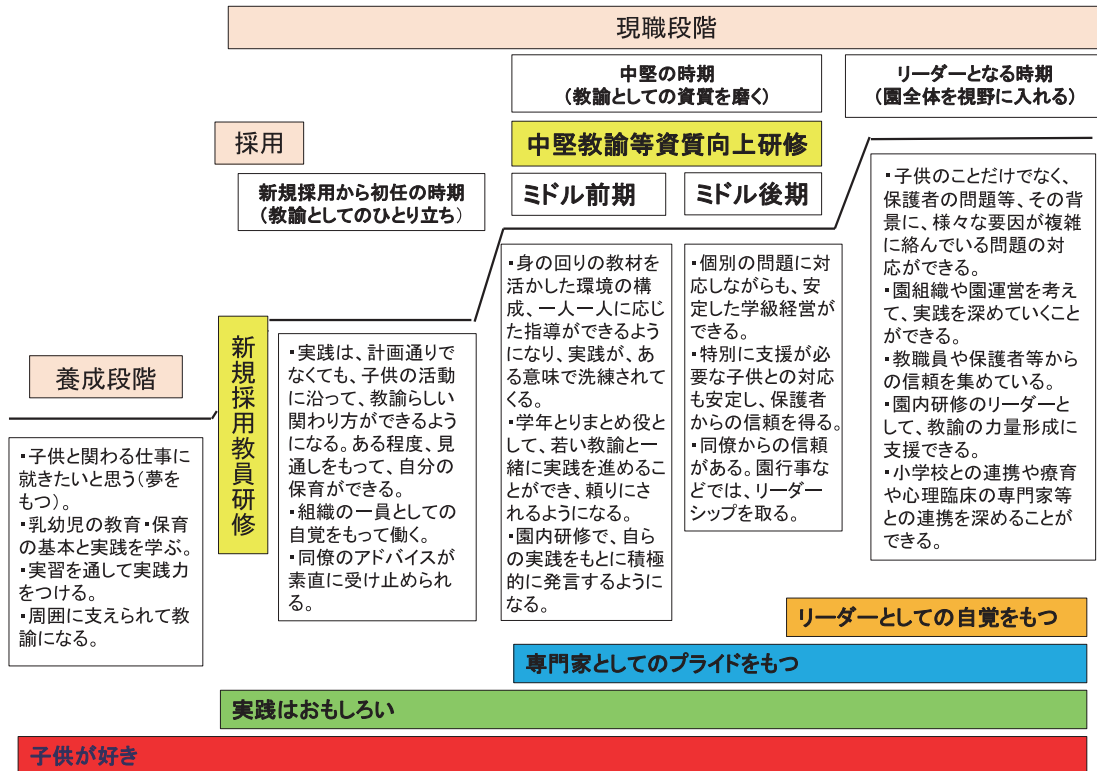 現職段階
中堅の時期
（教諭としての資質を磨く）
リーダーとなる時期
（園全体を視野に入れる）
採用
中堅教諭等資質向上研修
新規採用から初任の時期
（教諭としてのひとり立ち）
ミドル前期
ミドル後期
養成段階
・子供と関わる仕事に
就きたいと思う（夢を
もつ）。
・乳幼児の教育・保育
の基本と実践を学ぶ。
・実習を通して実践力
をつける。
・周囲に支えられて教
諭になる。
新規採用教員研修
・実践は、計画通りで
なくても、子供の活動
に沿って、教諭らしい
関わり方ができるよう
になる。ある程度、見
通しをもって、自分の
保育ができる。
・組織の一員としての
自覚をもって働く。
・同僚のアドバイスが
素直に受け止められ
る。
・身の回りの教材を
活かした環境の構
成、一人一人に応じ
た指導ができるよう
になり、実践が、あ
る意味で洗練されて
くる。
・学年とりまとめ役と
して、若い教諭と一
緒に実践を進めるこ
とができ、頼りにさ
れるようになる。
・園内研修で、自ら
の実践をもとに積極
的に発言するように
なる。
・個別の問題に対
応しながらも、安
定した学級経営が
できる。
・特別に支援が必
要な子供との対応
も安定し、保護者
からの信頼を得る。
・同僚からの信頼
がある。園行事な
どでは、リーダー
シップを取る。
・子供のことだけでなく、
保護者の問題等、その背
景に、様々な要因が複雑
に絡んでいる問題の対
応ができる。
・園組織や園運営を考え
て、実践を深めていくこと
ができる。
・教職員や保護者等から
の信頼を集めている。
・園内研修のリーダーと
して、教諭の力量形成に
支援できる。
・小学校との連携や療育
や心理臨床の専門家等
との連携を深めることが
できる。
リーダーとしての自覚をもつ
専門家としてのプライドをもつ
実践はおもしろい
子供が好き